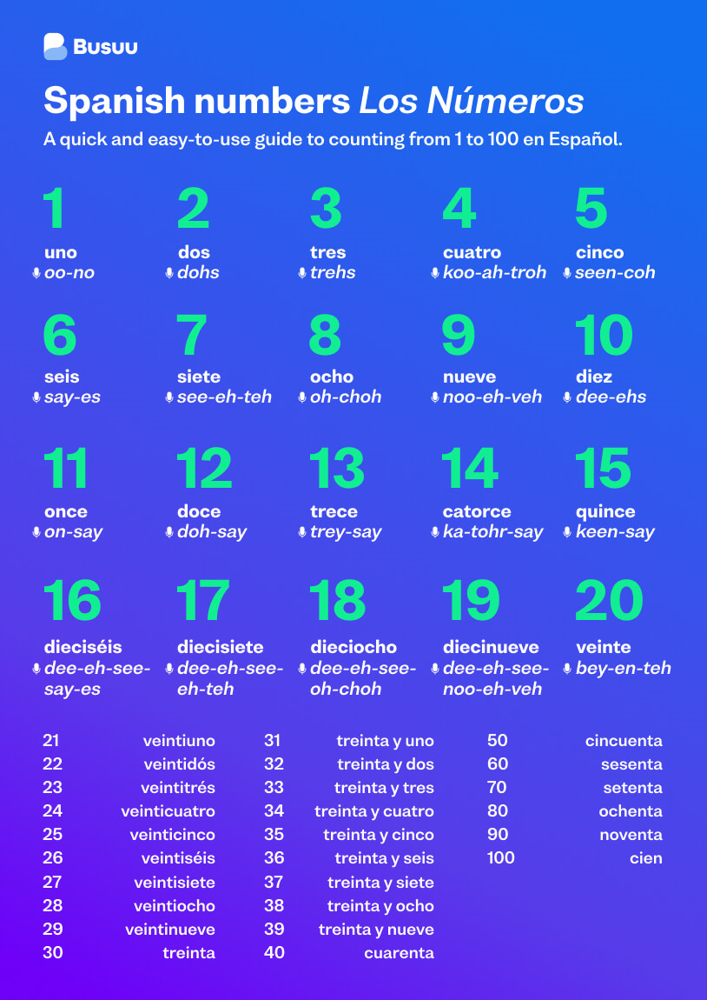 Busuu
Spanish numbers Los Números
A quick and easy-to-use guide to counting from 1 to 100 en Español.
1 2 3 4 5
uno dos tres cuatro cinco
oo-no dohs trehs koo-ah-troh seen-coh
6 7 8 9 10
seis siete ocho nueve diez
say-es see-eh-teh oh-choh noo-eh-veh dee-ehs
11 12 13 14 15
once doce trece catorce quince
on-say doh-say trey-say ka-tohr-say keen-say
16 17 18 19 20
dieciséis diecisiete dieciocho diecinueve veinte
dee-eh-see- dee-eh-see- dee-eh-see- dee-eh-see- bey-en-teh
say-es eh-teh oh-choh noo-eh-veh
21 veintiuno 31 treinta y uno 50 cincuenta
22 veintidós 32 treinta y dos 60 sesenta
23 veintitrés 33 treinta y tres 70 setenta
24 veinticuatro 34 treinta y cuatro 80 ochenta
25 veinticinco 35 treinta y cinco 90 noventa
26 veintiséis 36 treinta y seis 100 cien
27 veintisiete 37 treinta y siete
28 veintiocho 38 treinta y ocho
29 veintinueve 39 treinta y nueve
30 treinta 40 cuarenta